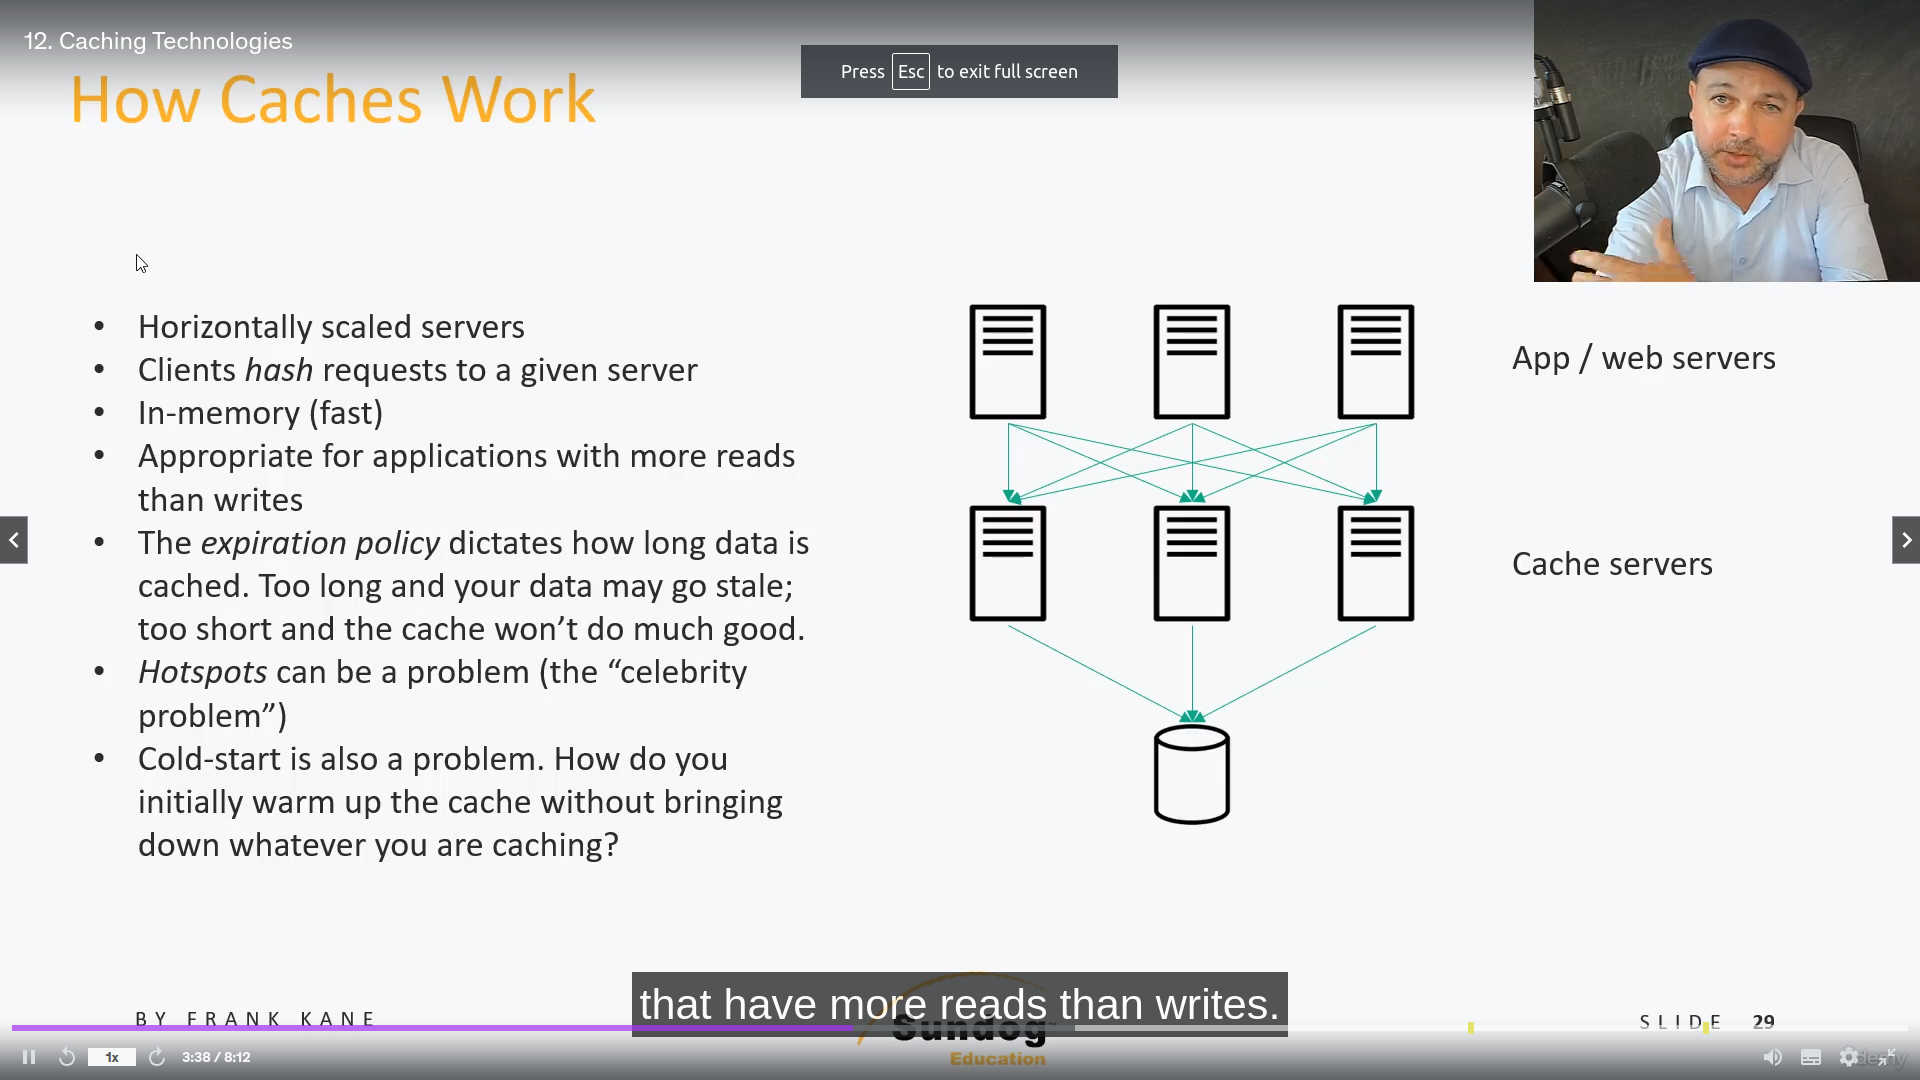 12. Caching Technologies
Press Esc to exit full screen
How Caches Work
• Horizontally scaled servers
• Clients hash requests to a given server
• In-memory (fast)
• Appropriate for applications with more reads
than writes
• The expiration policy dictates how long data is
cached. Too long and your data may go stale;
too short and the cache won’t do much good.
• Hotspots can be a problem (the “celebrity
problem”)
• Cold-start is also a problem. How do you
initially warm up the cache without bringing
down whatever you are caching?
App / web servers
Cache servers
that have more reads than writes.
BY FRANK KANE
Sundog
Education
SLIDE 29
1x
3:38 / 8:12